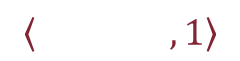 ⟨ , 1⟩